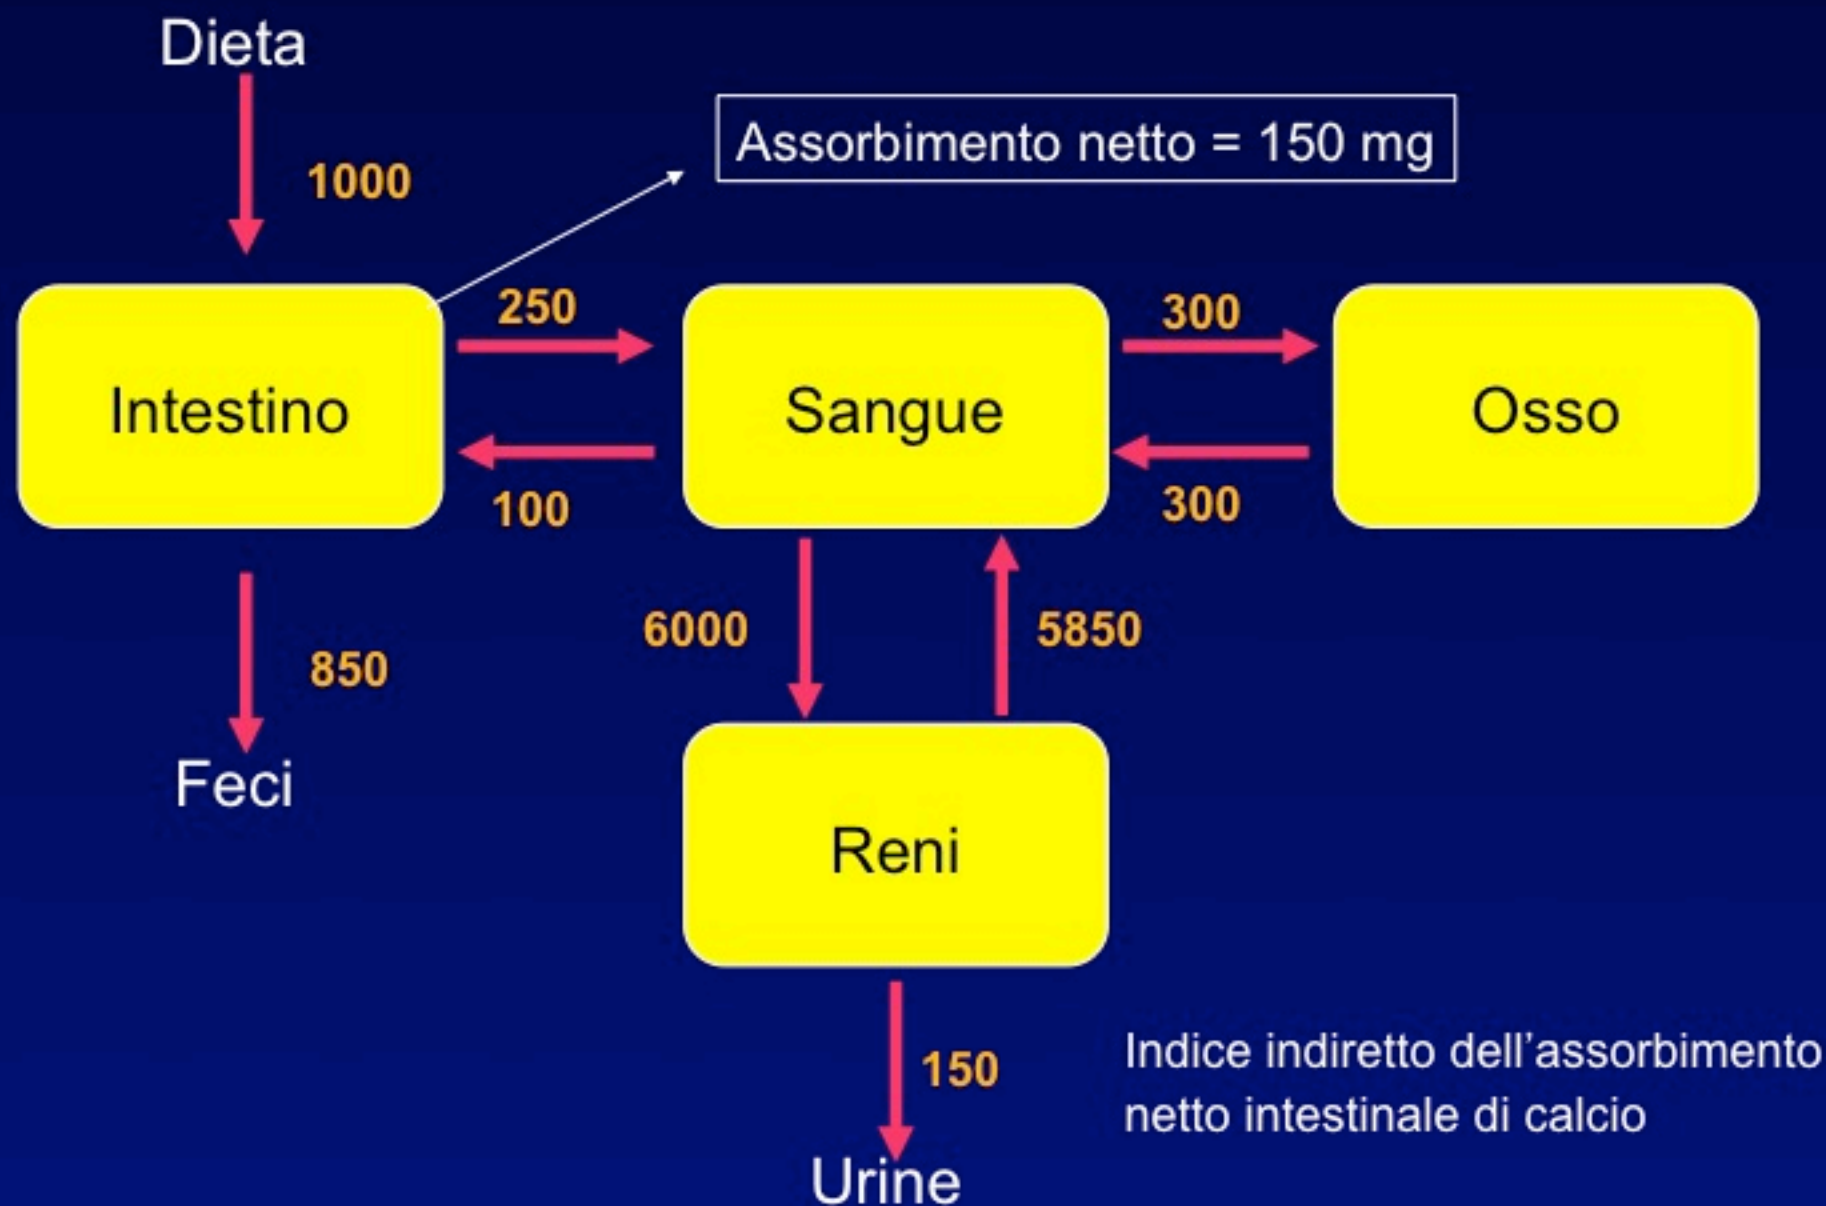 Dieta
1000
Assorbimento netto = 150 mg
250
300
Intestino
Sangue
Osso
100
300
850
6000
5850
Feci
Reni
150
Indice indiretto dell’assorbimento
netto intestinale di calcio
Urine